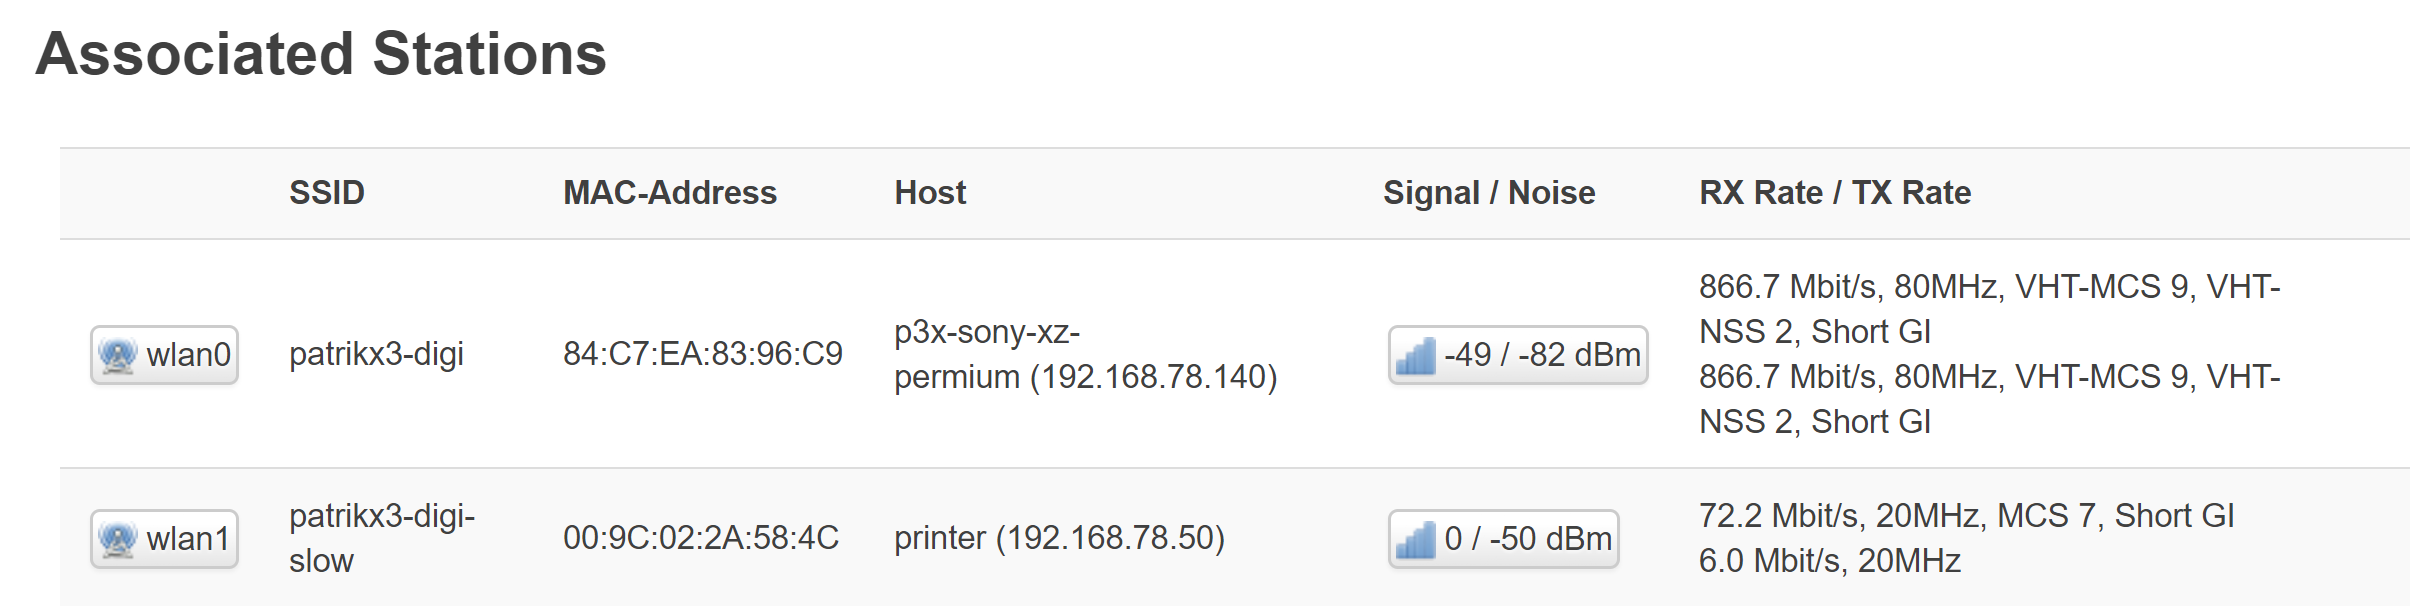 Associated Stations
SSID MAC-Address Host Signal / Noise RX Rate / TX Rate
wlan0 patrikx3-digi 84:C7:EA:83:96:C9 p3x-sony-xz-
permium (192.168.78.140) -49 / -82 dBm 866.7 Mbit/s, 80MHz, VHT-MCS 9, VHT-
NSS 2, Short GI
866.7 Mbit/s, 80MHz, VHT-MCS 9, VHT-
NSS 2, Short GI
wlan1 patrikx3-digi-
slow 00:9C:02:2A:58:4C printer (192.168.78.50) 0 / -50 dBm 72.2 Mbit/s, 20MHz, MCS 7, Short GI
6.0 Mbit/s, 20MHz